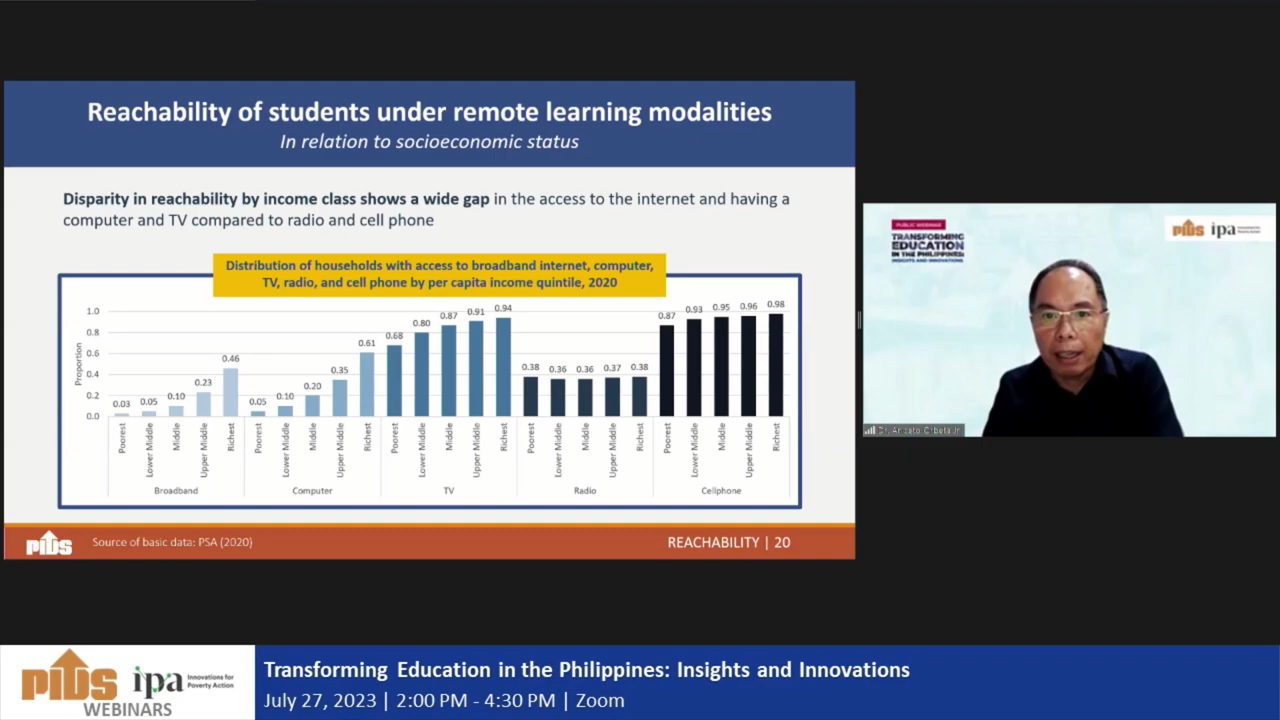 Reachability of students under remote learning modalities
In relation to socioeconomic status
Disparity in reachability by income class shows a wide gap in the access to the internet and having a
computer and TV compared to radio and cell phone
Distribution of households with access to broadband internet, computer,
TV, radio, and cell phone by per capita income quintile, 2020
Proportion
1.0
0.8
0.6
0.4
0.2
0.0
0.03 0.05 0.10 0.23 0.46
0.05 0.10 0.20 0.35 0.61
0.68 0.80 0.87 0.91 0.94
0.38 0.36 0.36 0.37 0.38
0.87 0.93 0.95 0.96 0.98
Poorest Lower Middle Middle Upper Middle Richest
Poorest Lower Middle Middle Upper Middle Richest
Poorest Lower Middle Middle Upper Middle Richest
Poorest Lower Middle Middle Upper Middle Richest
Poorest Lower Middle Middle Upper Middle Richest
Broadband Computer TV Radio Cellphone
PIDS
Source of basic data: PSA (2020)
REACHABILITY | 20
PUBLIC WEBINAR
TRANSFORMING
EDUCATION
IN THE PHILIPPINES:
INSIGHTS AND INNOVATIONS
PIDS ipa
PIDS ipa Innovations for
Poverty Action
WEBINARS
Transforming Education in the Philippines: Insights and Innovations
July 27, 2023 | 2:00 PM - 4:30 PM | Zoom